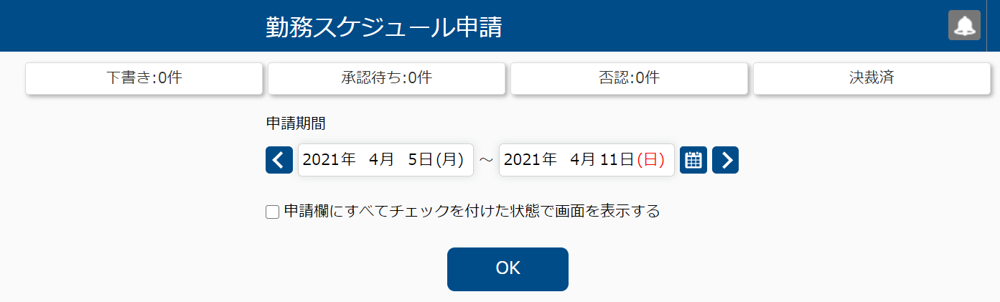 勤務スケジュール申請
下書き:0件 承認待ち:0件 否認:0件 決裁済
申請期間
2021年 4月 5日(月) ～ 2021年 4月 11日(日)
申請欄にすべてチェックを付けた状態で画面を表示する
OK